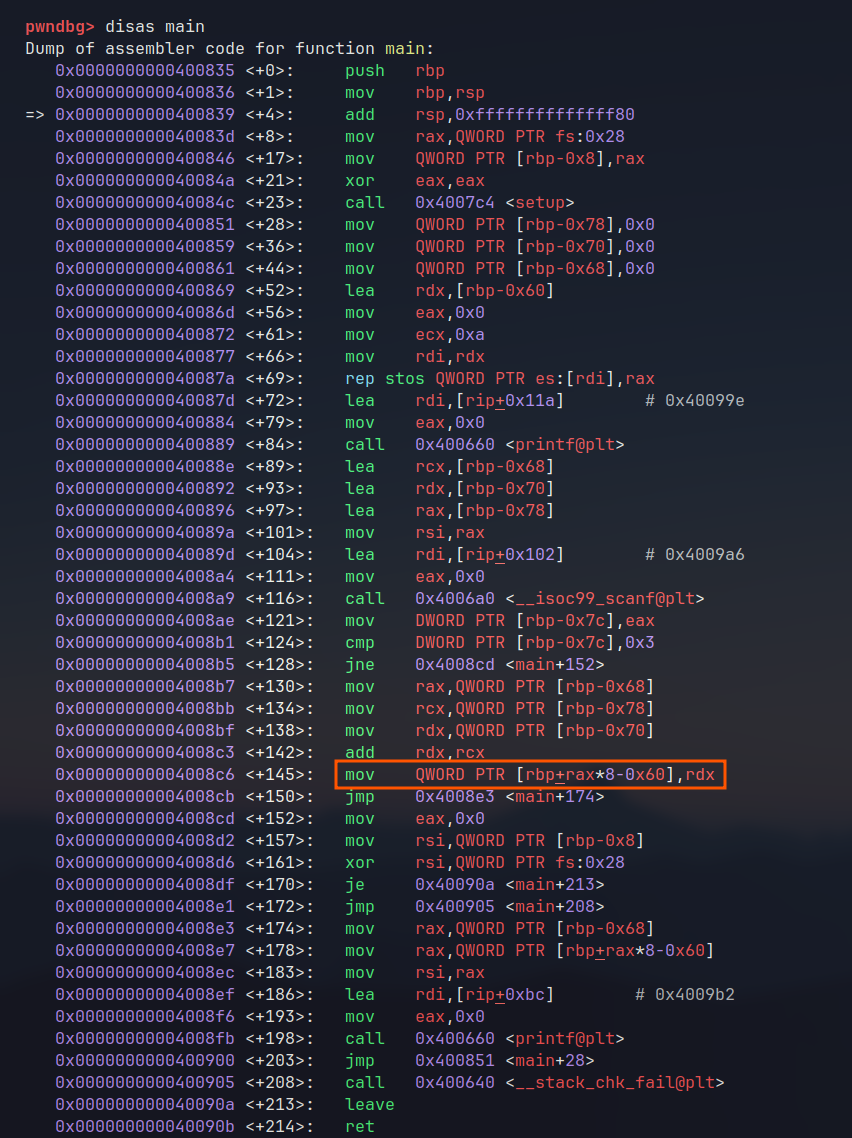 pwndbg> disas main
Dump of assembler code for function main:
   0x0000000000400835 <+0>:     push   rbp
   0x0000000000400836 <+1>:     mov    rbp,rsp
=> 0x0000000000400839 <+4>:     add    rsp,0xffffffffffffff80
   0x000000000040083d <+8>:     mov    rax,QWORD PTR fs:0x28
   0x0000000000400846 <+17>:    mov    QWORD PTR [rbp-0x8],rax
   0x000000000040084a <+21>:    xor    eax,eax
   0x000000000040084c <+23>:    call   0x4007c4 <setup>
   0x0000000000400851 <+28>:    mov    QWORD PTR [rbp-0x78],0x0
   0x0000000000400859 <+36>:    mov    QWORD PTR [rbp-0x70],0x0
   0x0000000000400861 <+44>:    mov    QWORD PTR [rbp-0x68],0x0
   0x0000000000400869 <+52>:    lea    rdx,[rbp-0x60]
   0x000000000040086d <+56>:    mov    eax,0x0
   0x0000000000400872 <+61>:    mov    ecx,0xa
   0x0000000000400877 <+66>:    mov    rdi,rdx
   0x000000000040087a <+69>:    rep stos QWORD PTR es:[rdi],rax
   0x000000000040087d <+72>:    lea    rdi,[rip+0x11a]        # 0x40099e
   0x0000000000400884 <+79>:    mov    eax,0x0
   0x0000000000400889 <+84>:    call   0x400660 <printf@plt>
   0x000000000040088e <+89>:    lea    rcx,[rbp-0x68]
   0x0000000000400892 <+93>:    lea    rdx,[rbp-0x70]
   0x0000000000400896 <+97>:    lea    rax,[rbp-0x78]
   0x000000000040089a <+101>:   mov    rsi,rax
   0x000000000040089d <+104>:   lea    rdi,[rip+0x102]        # 0x4009a6
   0x00000000004008a4 <+111>:   mov    eax,0x0
   0x00000000004008a9 <+116>:   call   0x4006a0 <__isoc99_scanf@plt>
   0x00000000004008ae <+121>:   mov    DWORD PTR [rbp-0x7c],eax
   0x00000000004008b1 <+124>:   cmp    DWORD PTR [rbp-0x7c],0x3
   0x00000000004008b5 <+128>:   jne    0x4008cd <main+152>
   0x00000000004008b7 <+130>:   mov    rax,QWORD PTR [rbp-0x68]
   0x00000000004008bb <+134>:   mov    rcx,QWORD PTR [rbp-0x78]
   0x00000000004008bf <+138>:   mov    rdx,QWORD PTR [rbp-0x70]
   0x00000000004008c3 <+142>:   add    rdx,rcx
   0x00000000004008c6 <+145>:   mov    QWORD PTR [rbp+rax*8-0x60],rdx
   0x00000000004008cb <+150>:   jmp    0x4008e3 <main+174>
   0x00000000004008cd <+152>:   mov    eax,0x0
   0x00000000004008d2 <+157>:   mov    rsi,QWORD PTR [rbp-0x8]
   0x00000000004008d6 <+161>:   xor    rsi,QWORD PTR fs:0x28
   0x00000000004008df <+170>:   je     0x40090a <main+213>
   0x00000000004008e1 <+172>:   jmp    0x400905 <main+208>
   0x00000000004008e3 <+174>:   mov    rax,QWORD PTR [rbp-0x68]
   0x00000000004008e7 <+178>:   mov    rax,QWORD PTR [rbp+rax*8-0x60]
   0x00000000004008ec <+183>:   mov    rsi,rax
   0x00000000004008ef <+186>:   lea    rdi,[rip+0xbc]        # 0x4009b2
   0x00000000004008f6 <+193>:   mov    eax,0x0
   0x00000000004008fb <+198>:   call   0x400660 <printf@plt>
   0x0000000000400900 <+203>:   jmp    0x400851 <main+28>
   0x0000000000400905 <+208>:   call   0x400640 <__stack_chk_fail@plt>
   0x000000000040090a <+213>:   leave
   0x000000000040090b <+214>:   ret